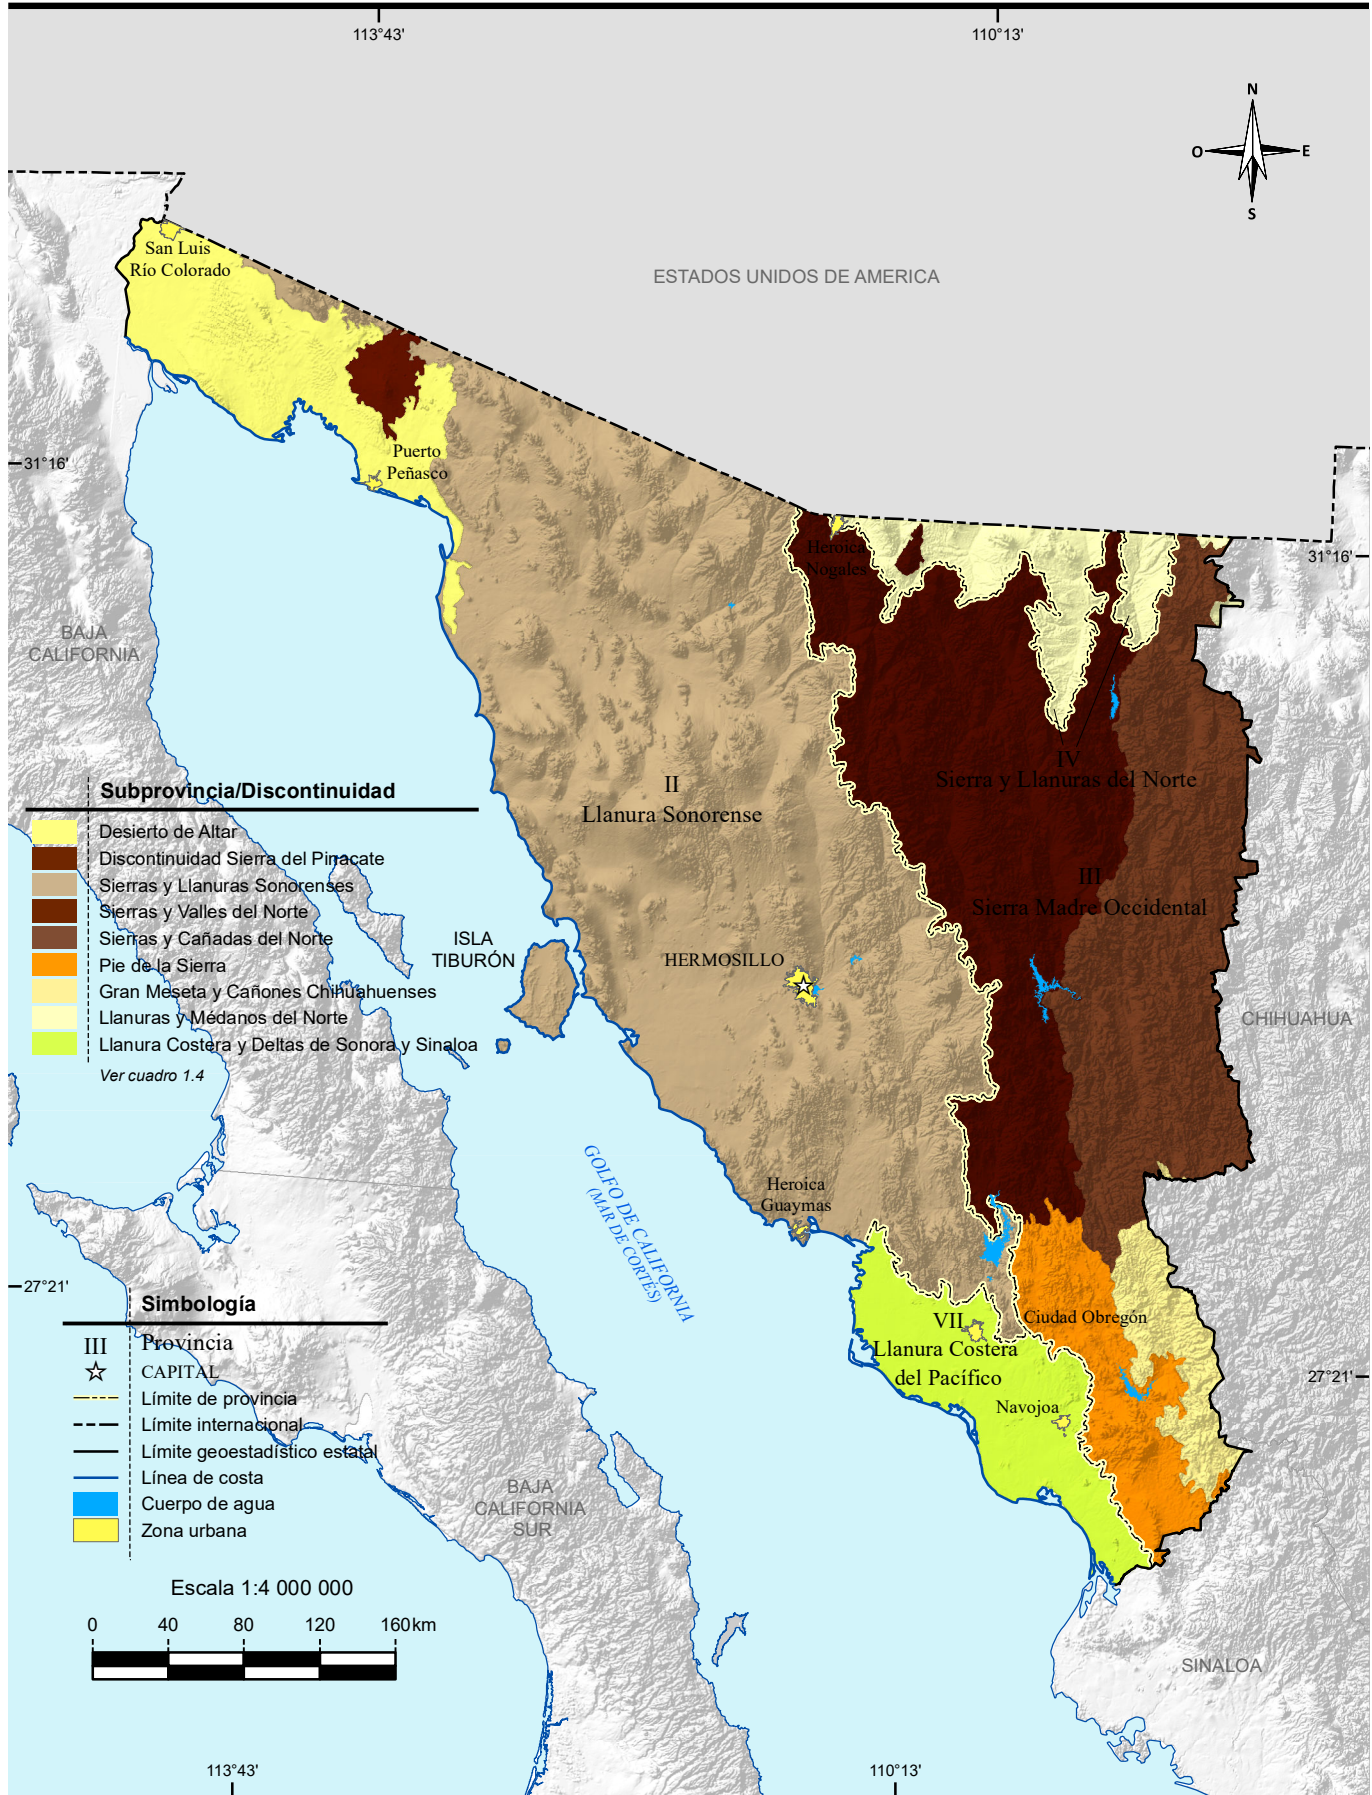 113°43'
110°13'
N
O
E
S
ESTADOS UNIDOS DE AMERICA
San Luis
Río Colorado
Puerto
Peñasco
31°16'
Heroica
Nogales
31°16'
BAJA
CALIFORNIA
IV
Sierra y Llanuras del Norte
II
Llanura Sonorense
III
Sierra Madre Occidental
Subprovincia/Discontinuidad
Desierto de Altar
Discontinuidad Sierra del Pinacate
Sierras y Llanuras Sonorenses
Sierras y Valles del Norte
Sierras y Cañadas del Norte
Pie de la Sierra
Gran Meseta y Cañones Chihuahuenses
Llanuras y Médanos del Norte
Llanura Costera y Deltas de Sonora y Sinaloa
Ver cuadro 1.4
ISLA
TIBURÓN
HERMOSILLO
CHIHUAHUA
GOLFO DE CALIFORNIA
(MAR DE CORTÉS)
Heroica
Guaymas
27°21'
Ciudad Obregón
VII
Llanura Costera
del Pacífico
27°21'
Navojoa
Simbología
III Provincia
CAPITAL
Límite de provincia
Límite internacional
Límite geoestadístico estatal
Línea de costa
Cuerpo de agua
Zona urbana
BAJA
CALIFORNIA
SUR
Escala 1:4 000 000
0 40 80 120 160 km
SINALOA
113°43'
110°13'